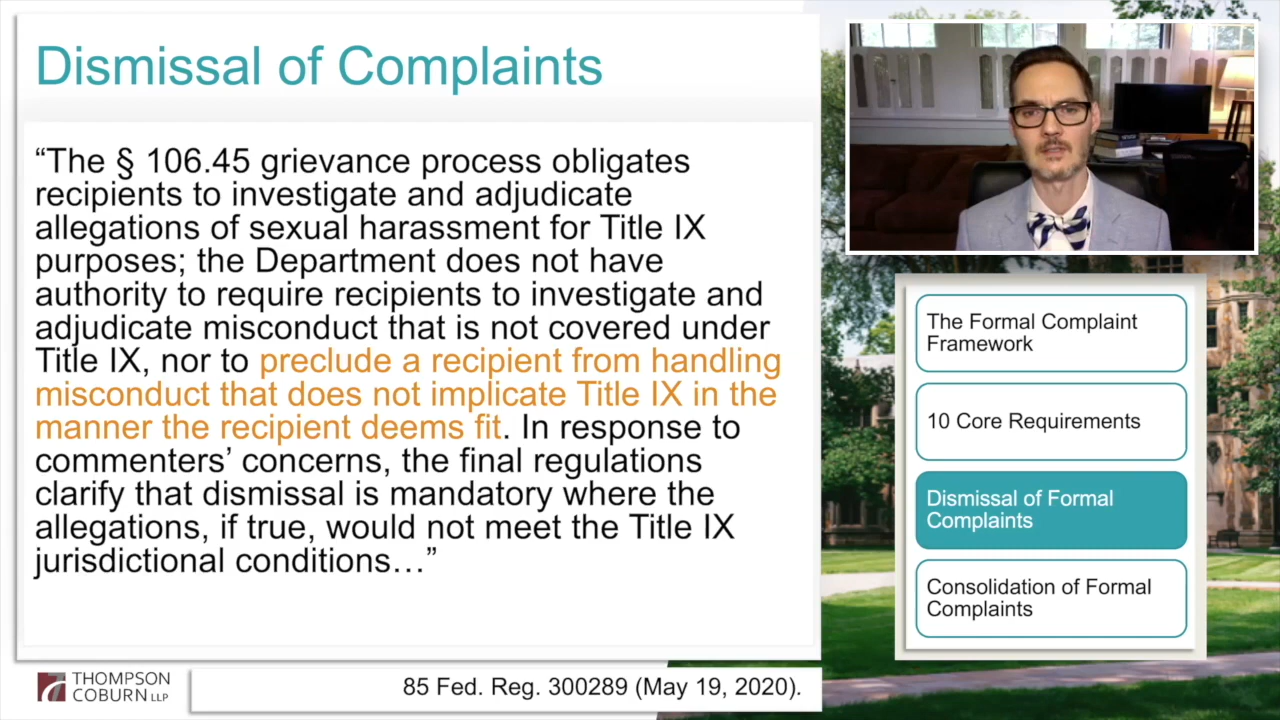 Dismissal of Complaints
“The § 106.45 grievance process obligates
recipients to investigate and adjudicate
allegations of sexual harassment for Title IX
purposes; the Department does not have
authority to require recipients to investigate and
adjudicate misconduct that is not covered under
Title IX, nor to preclude a recipient from handling
misconduct that does not implicate Title IX in the
manner the recipient deems fit. In response to
commenters’ concerns, the final regulations
clarify that dismissal is mandatory where the
allegations, if true, would not meet the Title IX
jurisdictional conditions…”
The Formal Complaint
Framework
10 Core Requirements
Dismissal of Formal
Complaints
Consolidation of Formal
Complaints
THOMPSON
COBURN LLP
85 Fed. Reg. 300289 (May 19, 2020).